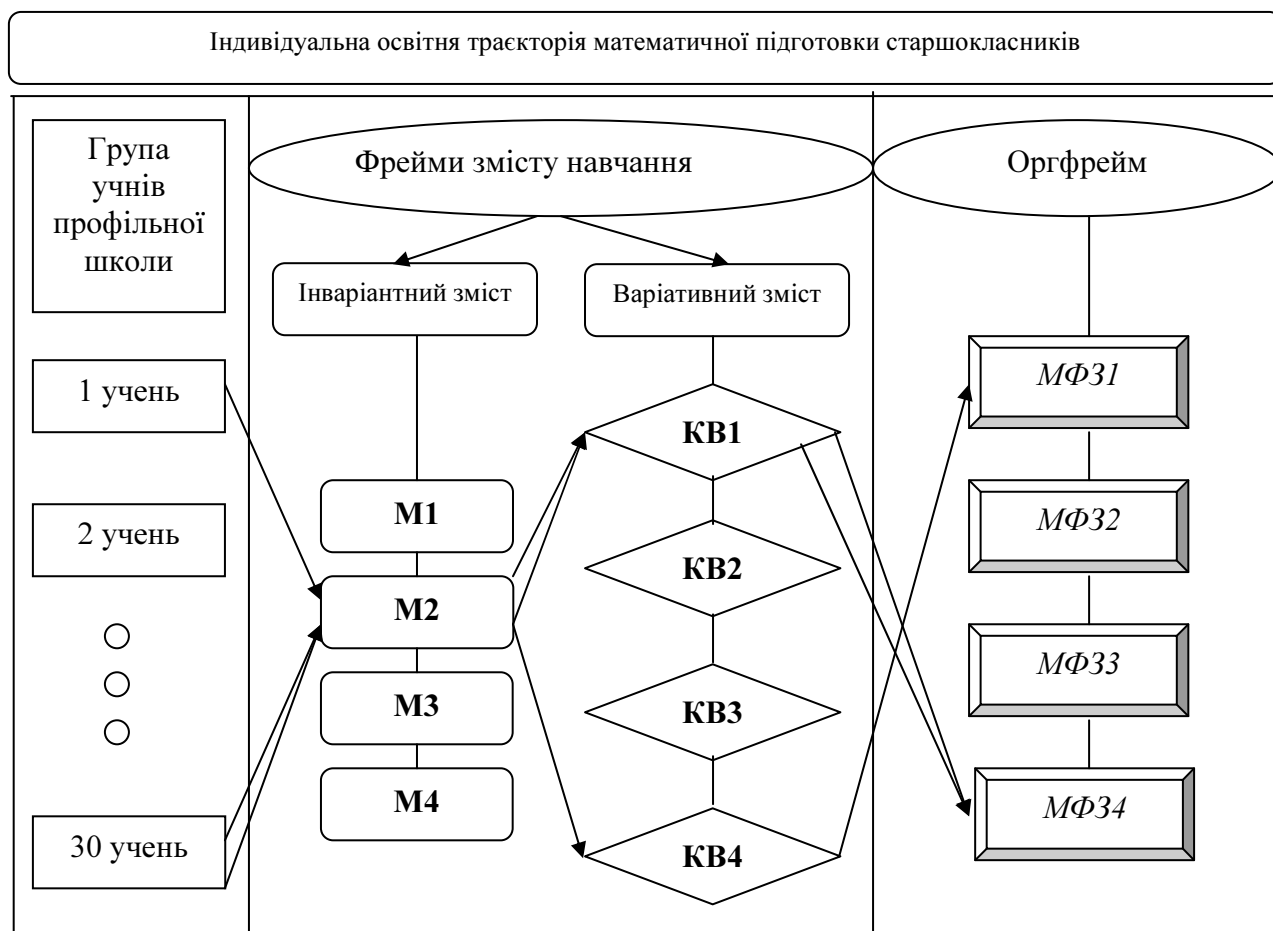 Індивідуальна освітня траєкторія математичної підготовки старшокласників
Група
учнів
профільної
школи
Фрейми змісту навчання
Оргфрейм
Інваріантний зміст
Варіативний зміст
1 учень
2 учень
30 учень
М1
М2
М3
М4
КВ1
КВ2
КВ3
КВ4
МФЗ1
МФЗ2
МФЗ3
МФЗ4